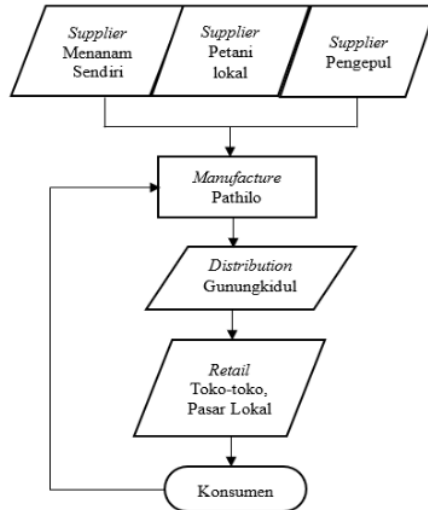 Supplier
Menanam
Sendiri
Supplier
Petani
lokal
Supplier
Pengepul
Manufacture
Pathilo
Distribution
Gunungkidul
Retail
Toko-toko,
Pasar Lokal
Konsumen